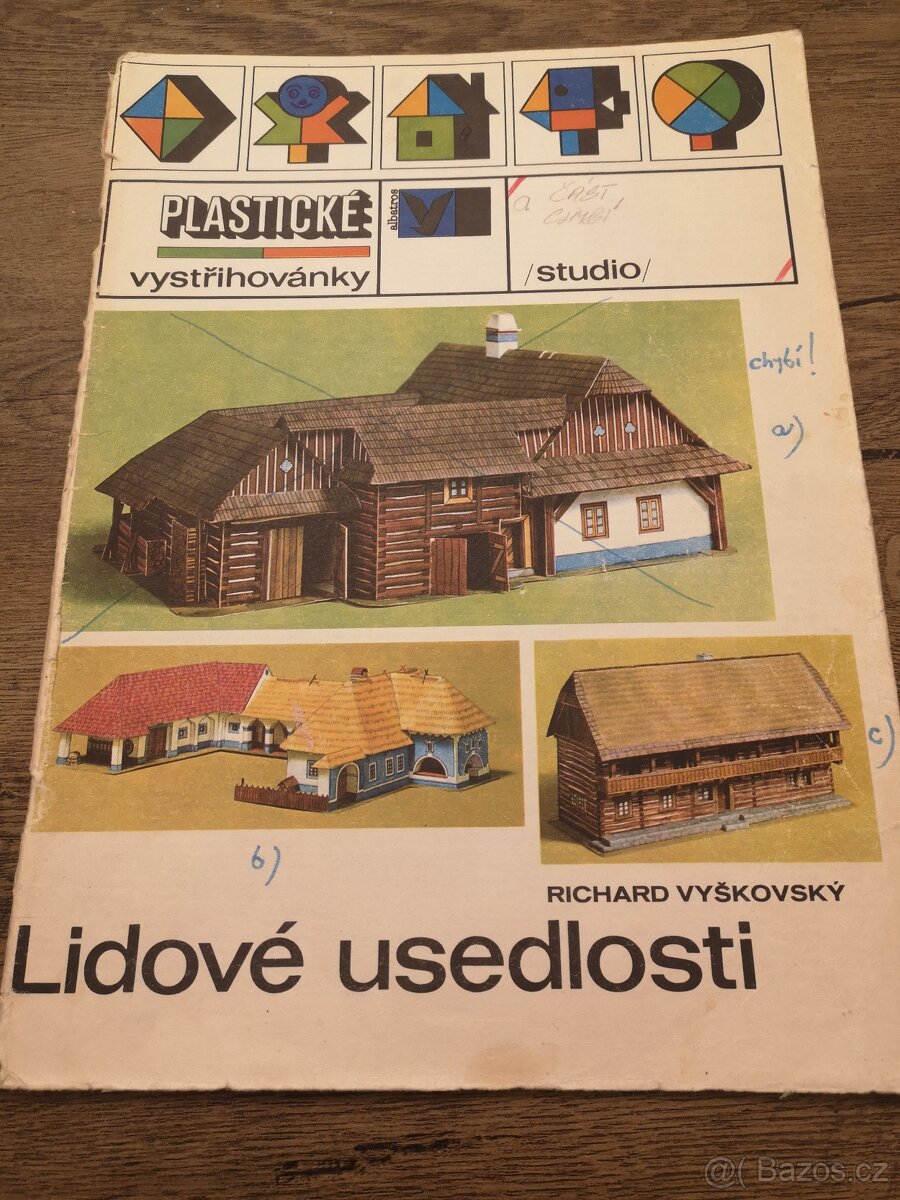 PLASTICKÉ
vystřihovánky
albatros
a ČÁST
CHYBÍ!
/studio/
chybí!
a)
b)
c)
RICHARD VYŠKOVSKÝ
Lidové usedlosti
@( Bazos.cz